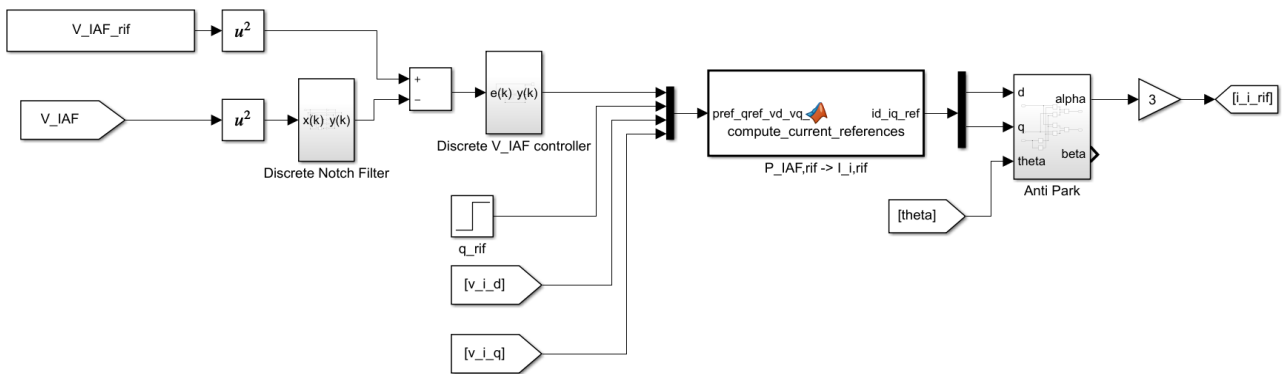 V_IAF_rif
u²
+
−
V_IAF
u²
x(k) y(k)
Discrete Notch Filter
e(k) y(k)
Discrete V_IAF controller
q_rif
[v_i_d]
[v_i_q]
pref_qref_vd_vq_
id_iq_ref
compute_current_references
P_IAF,rif -> I_i,rif
d
q
theta
alpha
beta
Anti Park
[theta]
3
[i_i_rif]